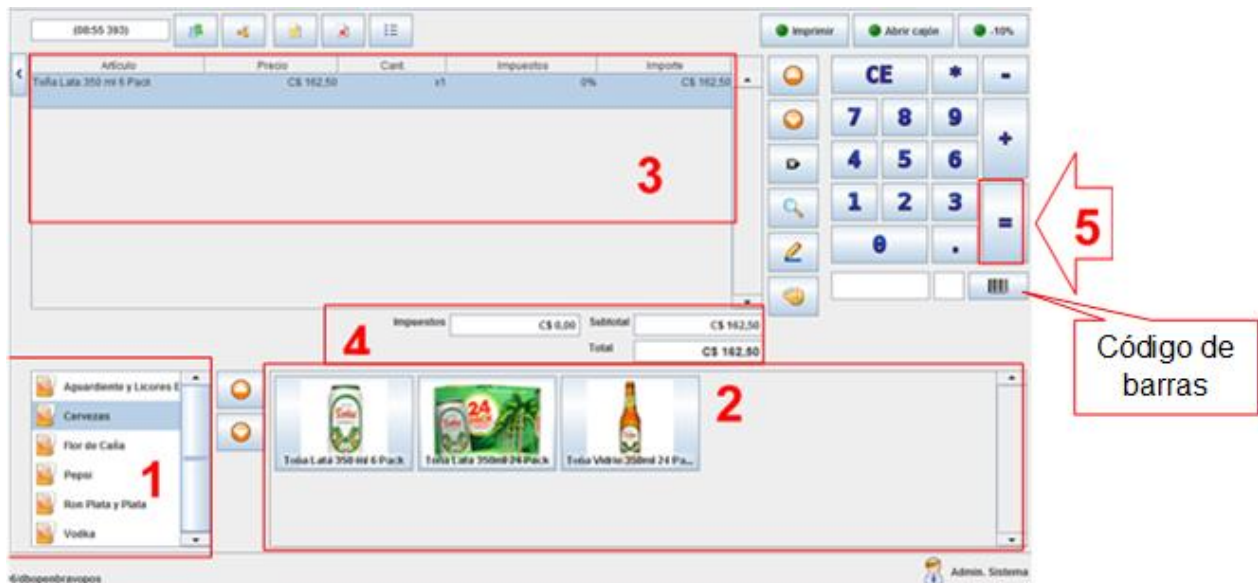 (08:55 393)
Imprimir
Abrir cajón
-10%
Artículo Precio Cant. Impuestos Importe
Toña Lata 350 ml 6 Pack C$ 162,50 x1 0% C$ 162,50
3
CE * -
7 8 9 +
4 5 6
1 2 3 =
0 .
5
Código de
barras
Impuestos C$ 0,00 Subtotal C$ 162,50
Total C$ 162,50
4
Aguardiente y Licores E
Cervezas
Flor de Caña
Pepsi
Ron Plata y Plata
Vodka
1
24
2
Toña Lata 350 ml 6 Pack
Toña Lata 350ml 24 Pack
Toña Vidrio 350ml 24 Pa...
Admin. Sistema
6/dbopenbravopos